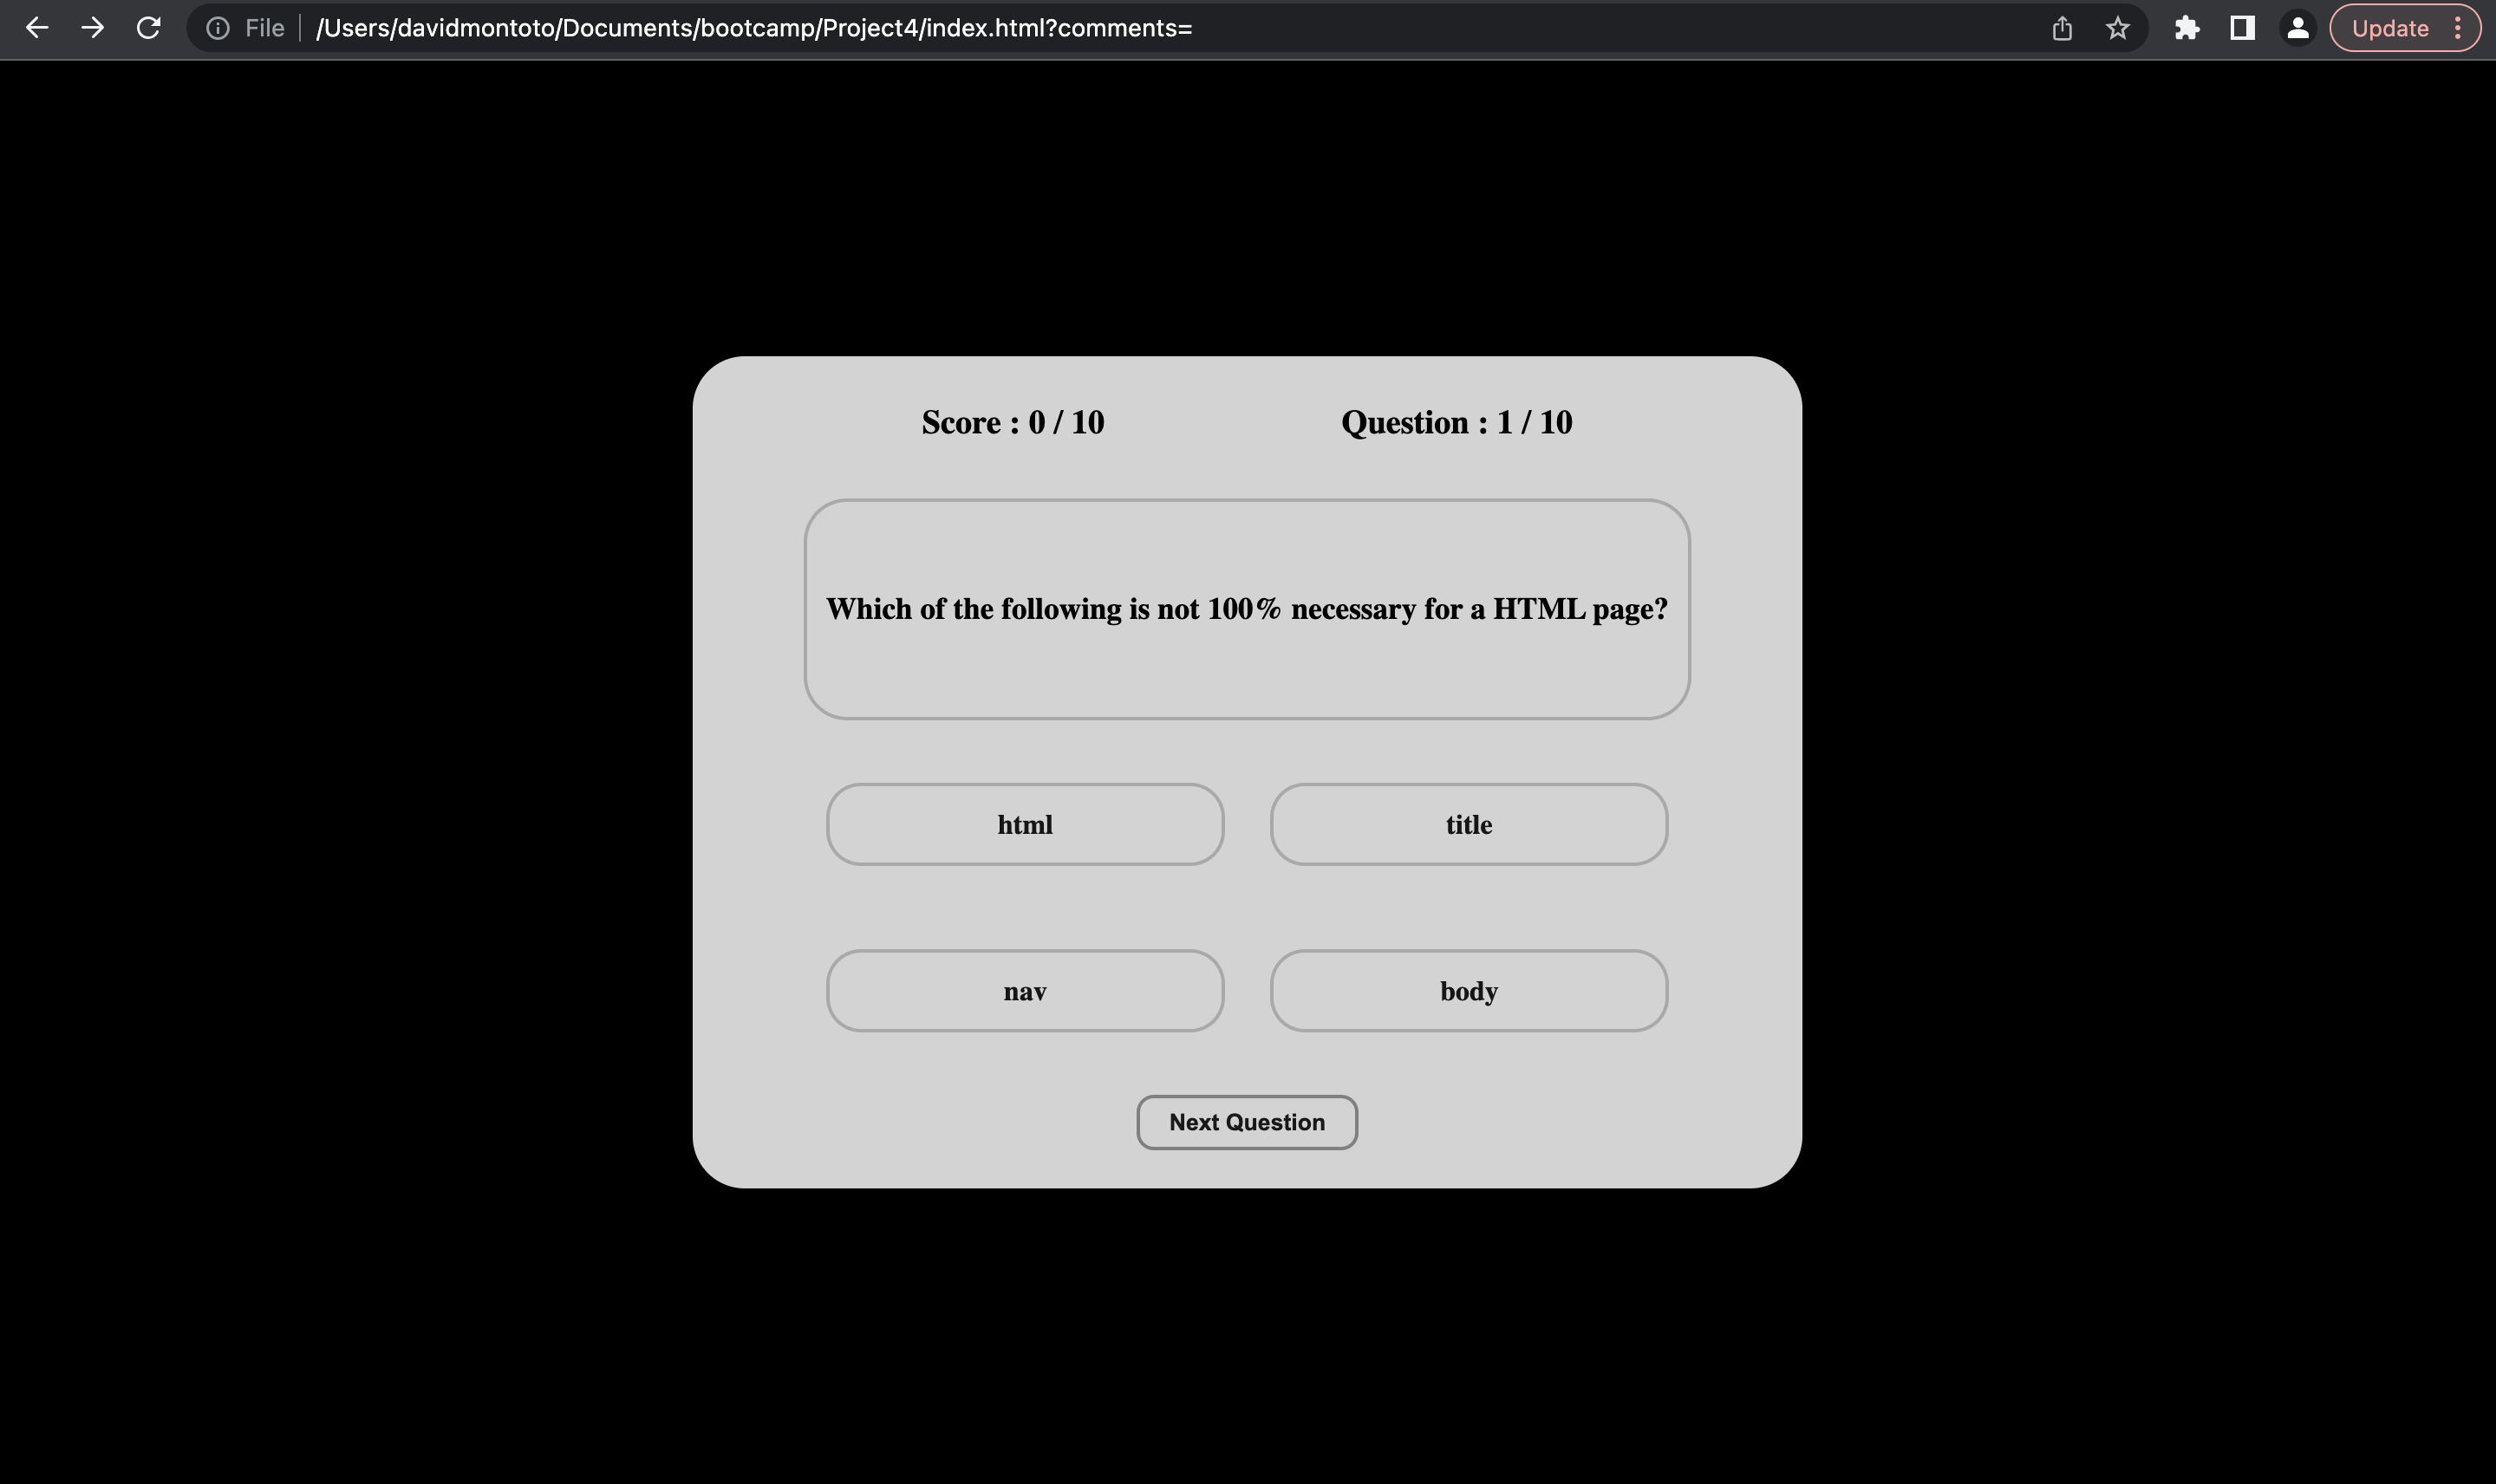 File /Users/davidmontoto/Documents/bootcamp/Project4/index.html?comments= Update
Score : 0 / 10 Question : 1 / 10
Which of the following is not 100% necessary for a HTML page?
html title
nav body
Next Question